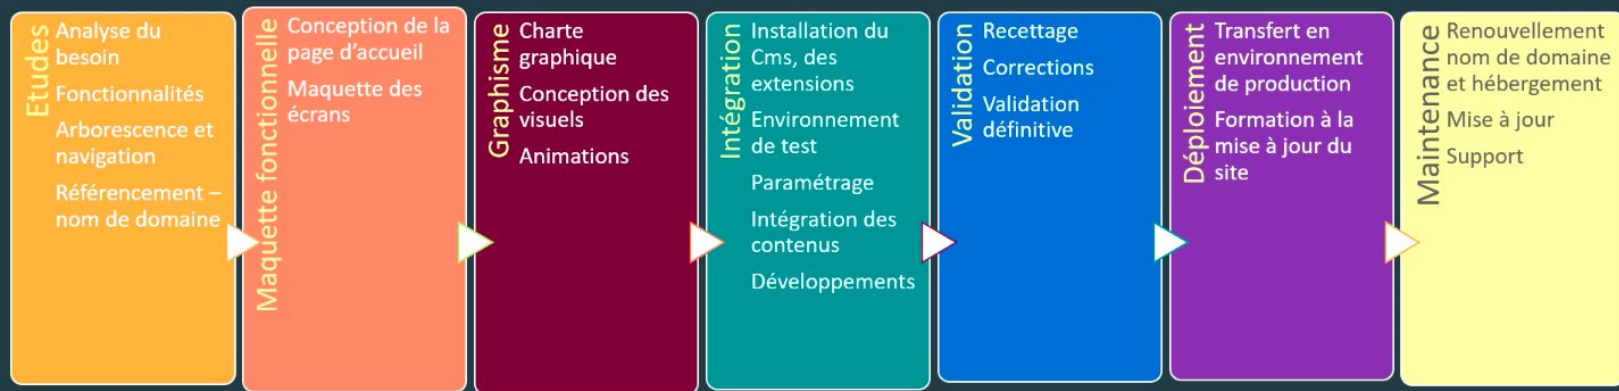 Etudes
Analyse du
besoin
Fonctionnalités
Arborescence et
navigation
Référencement –
nom de domaine
Maquette fonctionnelle
Conception de la
page d'accueil
Maquette des
écrans
Graphisme
Charte
graphique
Conception des
visuels
Animations
Intégration
Installation du
Cms, des
extensions
Environnement
de test
Paramétrage
Intégration des
contenus
Développements
Validation
Recettage
Corrections
Validation
définitive
Déploiement
Transfert en
environnement
de production
Formation à la
mise à jour du
site
Maintenance
Renouvellement
nom de domaine
et hébergement
Mise à jour
Support